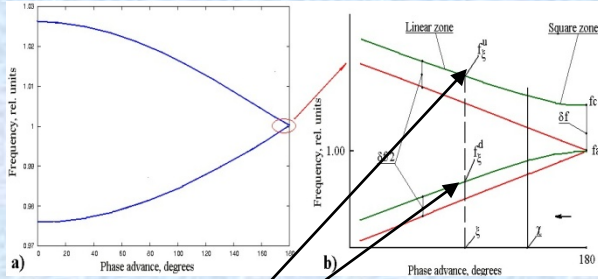 1.03
1.02
1.01
1
0.99
0.98
0.97
Frequency, rel. units
0 20 40 60 80 100 120 140 160 180
Phase advance, degrees
a)
Linear zone
Square zone
f ξ u
fc
δf
fa
f ξ d
δf/2
1.00
Frequency, rel. units
ξ
χ
180
Phase advance, degrees
b)